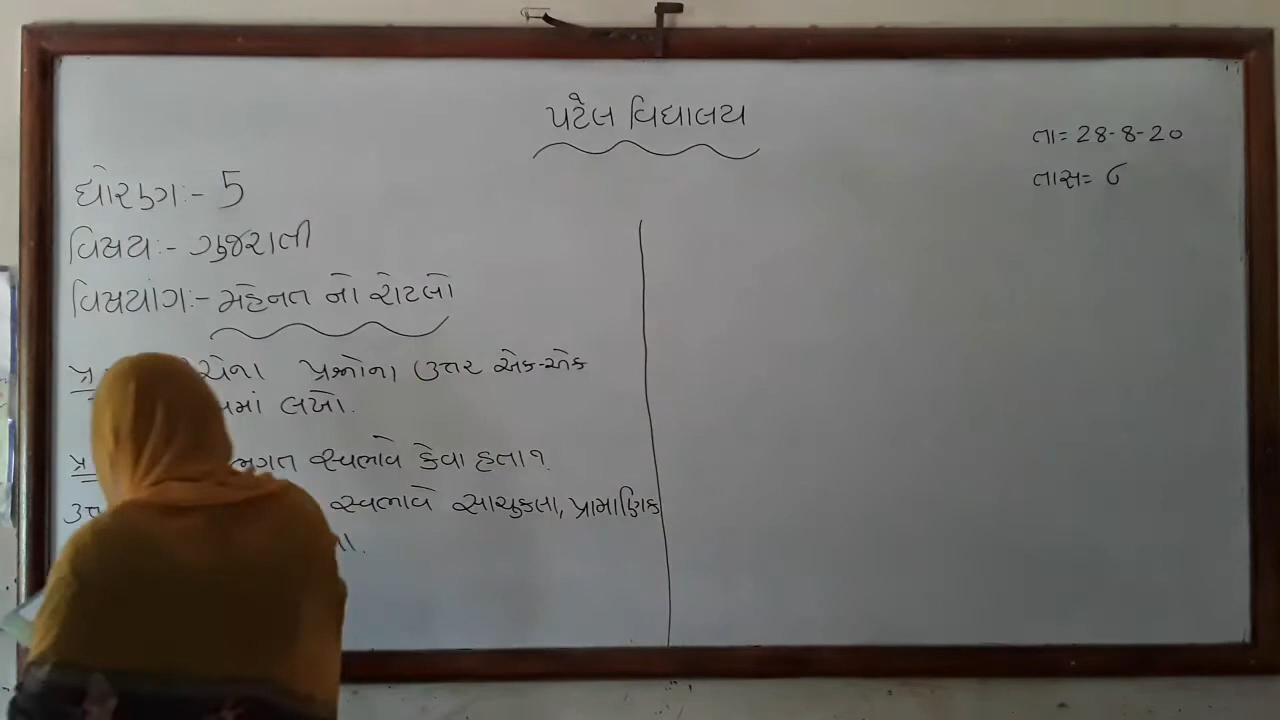 પટેલ વિદ્યાલય
તા= 28-8-20
તાસ= ૮
ધોરણ:- 5
વિષય:- ગુજરાતી
વિષયાંગ:- મહેનત નો રોટલો
પ્ર પ્રશ્નોના ઉત્તર એક-એક
લખો.
પ્ર ભગત સ્વભાવે કેવા હતા?
સ્વભાવે સાચુકલા, પ્રામાણિક